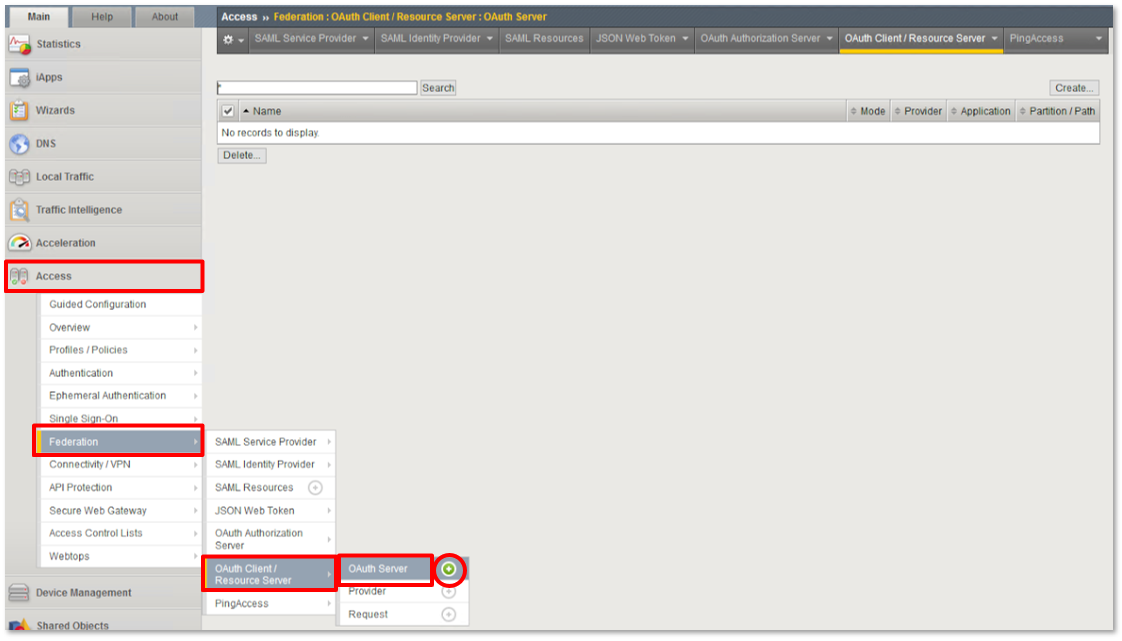 Main Help About
Access ›› Federation : OAuth Client / Resource Server : OAuth Server
SAML Service Provider SAML Identity Provider SAML Resources JSON Web Token OAuth Authorization Server OAuth Client / Resource Server PingAccess
Statistics
iApps
Wizards
DNS
Local Traffic
Traffic Intelligence
Acceleration
Access
Guided Configuration
Overview
Profiles / Policies
Authentication
Ephemeral Authentication
Single Sign-On
Federation
Connectivity / VPN
API Protection
Secure Web Gateway
Access Control Lists
Webtops
Device Management
Shared Objects
* Search Create...
Name Mode Provider Application Partition / Path
No records to display.
Delete...
SAML Service Provider
SAML Identity Provider
SAML Resources
JSON Web Token
OAuth Authorization
Server
OAuth Client /
Resource Server
PingAccess
OAuth Server
Provider
Request